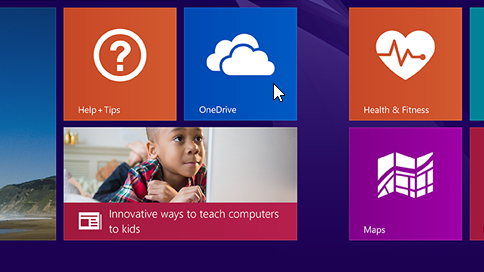 Help+Tips
OneDrive
Health & Fitness
Innovative ways to teach computers
to kids
Maps